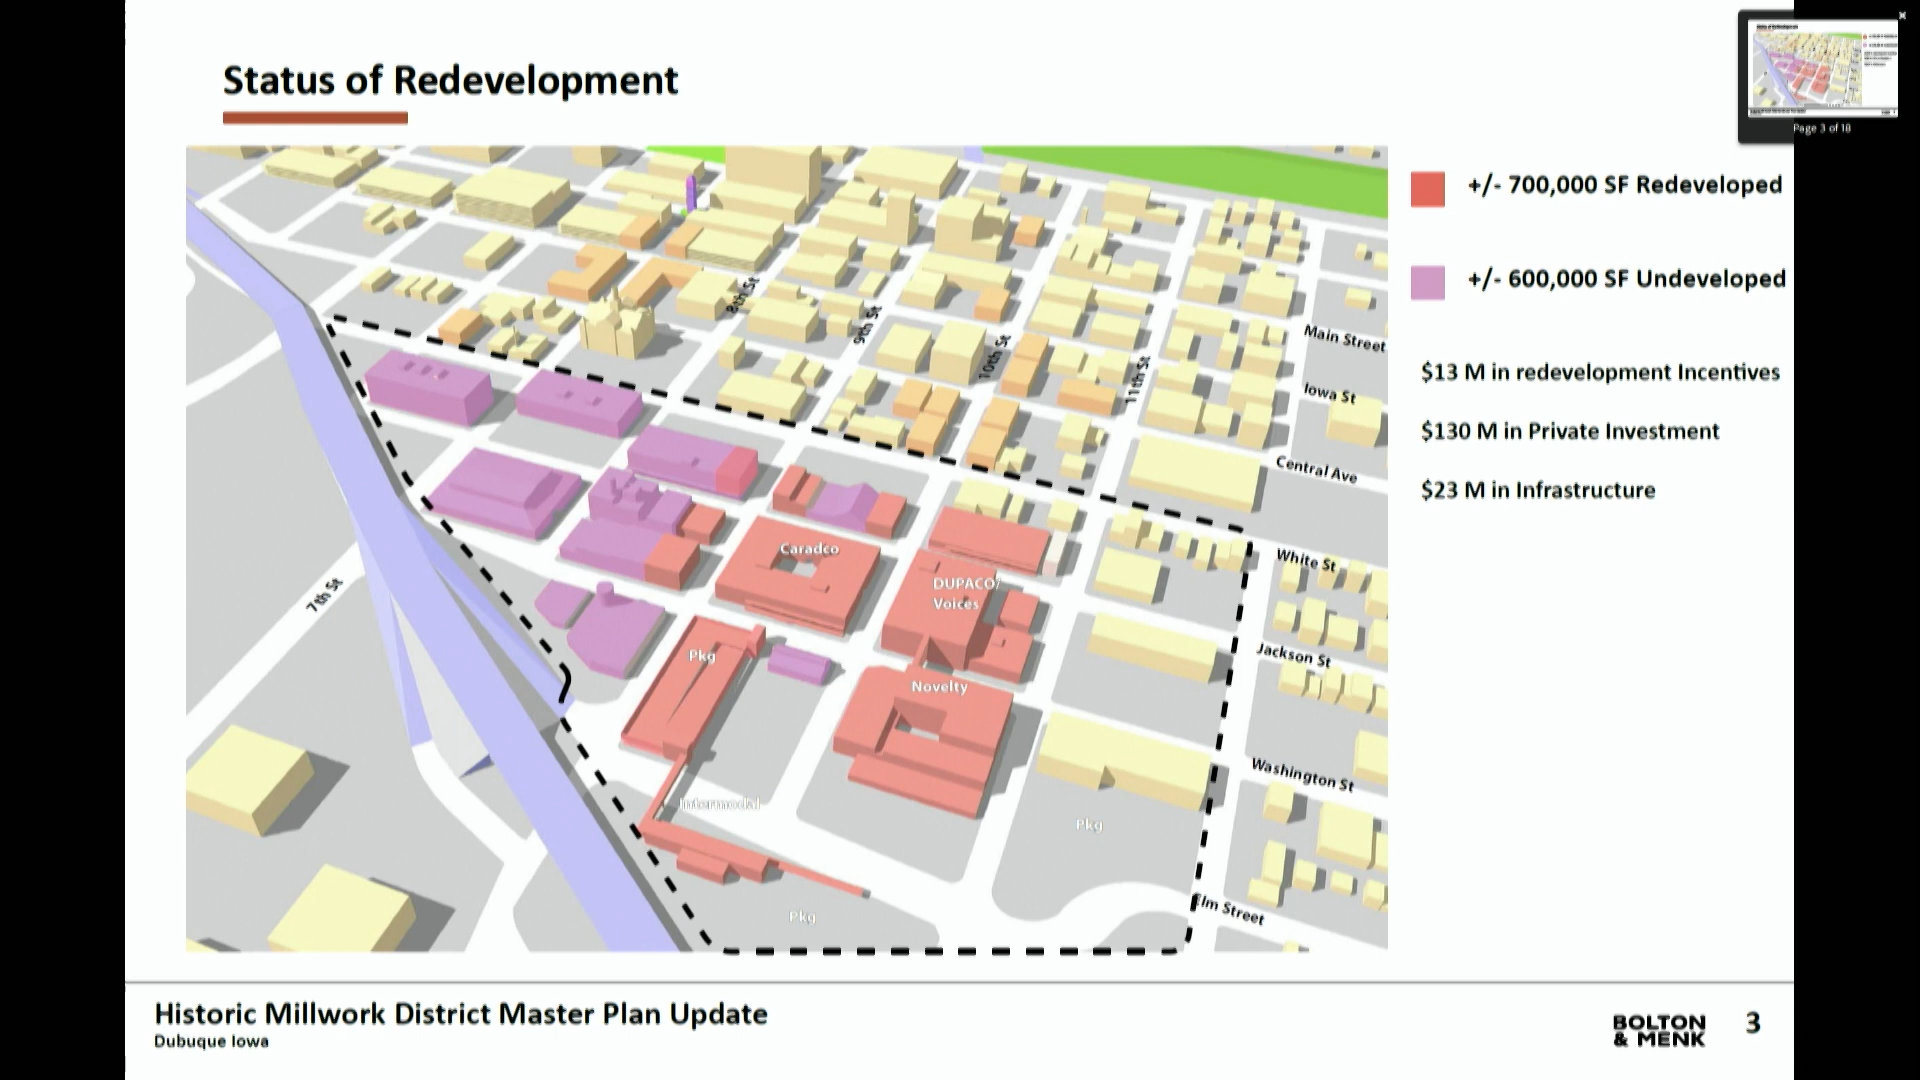 Status of Redevelopment
Page 3 of 18
+/- 700,000 SF Redeveloped
+/- 600,000 SF Undeveloped
$13 M in redevelopment Incentives
$130 M in Private Investment
$23 M in Infrastructure
8th St
9th St
10th St
11th St
Main Street
Iowa St
Central Ave
White St
Jackson St
Washington St
Elm Street
7th St
Caradco
DUPACO/
Voices
Pkg
Novelty
Intermodal
Pkg
Pkg
Historic Millwork District Master Plan Update
Dubuque Iowa
BOLTON
& MENK
3